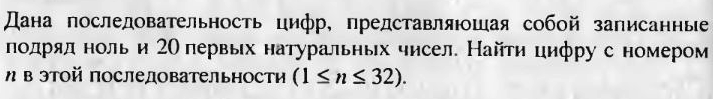 Дана последовательность цифр, представляющая собой записанные
подряд ноль и 20 первых натуральных чисел. Найти цифру с номером
n в этой последовательности (1 ≤ n ≤ 32).